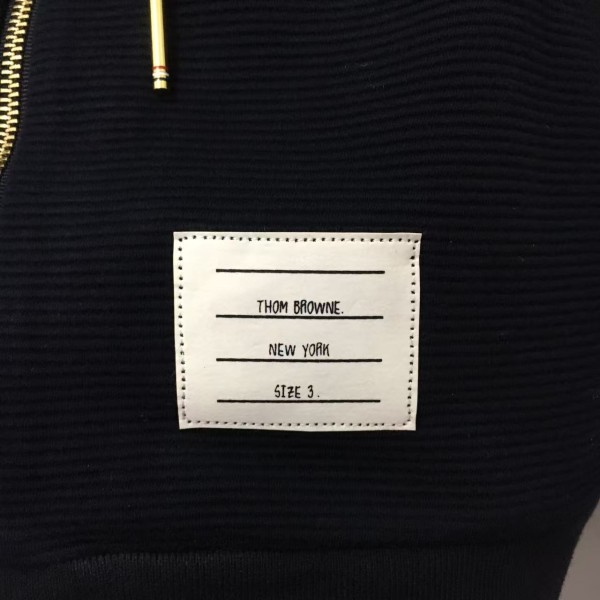 THOM BROWNE.
NEW YORK
SIZE 3.